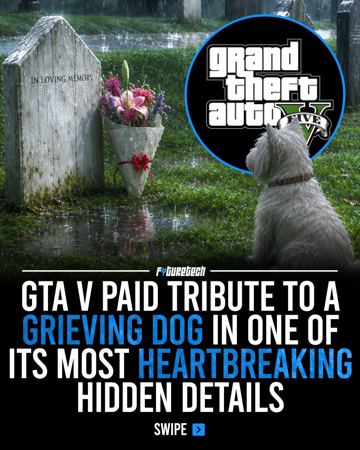 IN LOVING MEMORY
grand
theft
auto
FIVE
F#TURETECH
GTA V PAID TRIBUTE TO A
GRIEVING DOG IN ONE OF
ITS MOST HEARTBREAKING
HIDDEN DETAILS
SWIPE